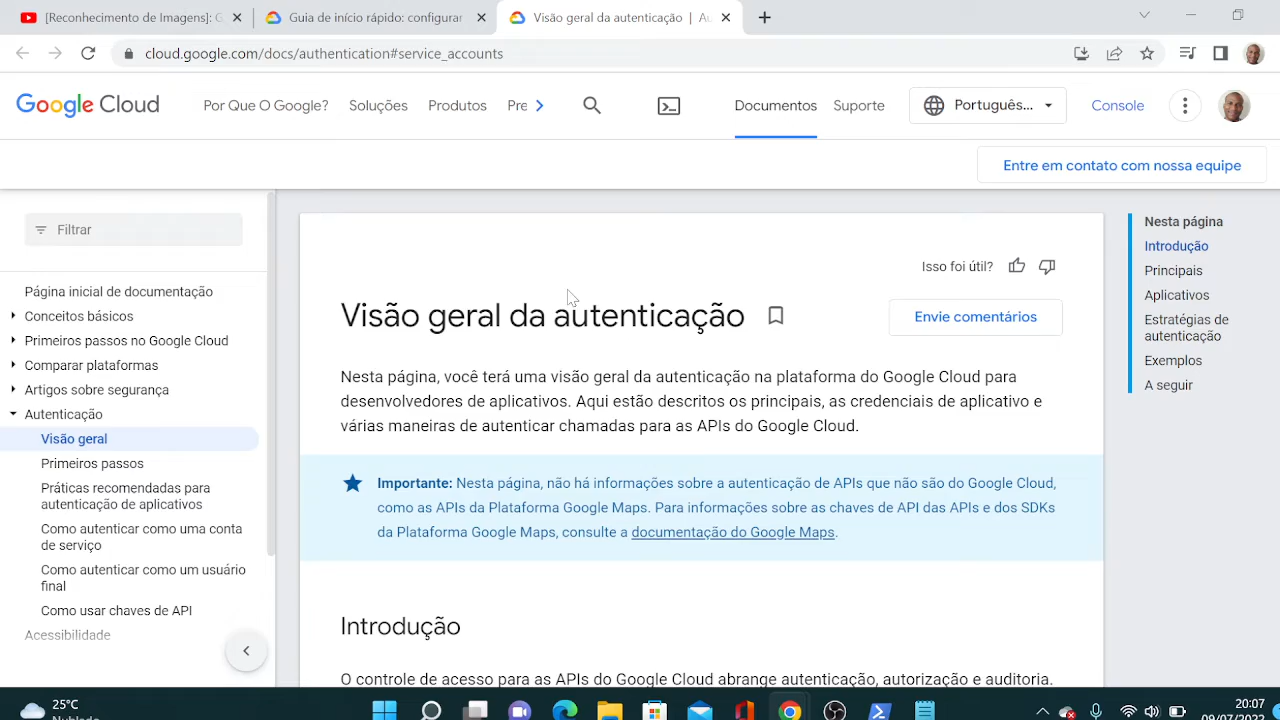 [Reconhecimento de Imagens]: G
Guia de início rápido: configurar
Visão geral da autenticação | Au
cloud.google.com/docs/authentication#service_accounts
Google Cloud
Por Que O Google?
Soluções
Produtos
Pre
Documentos
Suporte
Português...
Console
Entre em contato com nossa equipe
Filtrar
Página inicial de documentação
Conceitos básicos
Primeiros passos no Google Cloud
Comparar plataformas
Artigos sobre segurança
Autenticação
Visão geral
Primeiros passos
Práticas recomendadas para
autenticação de aplicativos
Como autenticar como uma conta
de serviço
Como autenticar como um usuário
final
Como usar chaves de API
Acessibilidade
Isso foi útil?
Visão geral da autenticação
Envie comentários
Nesta página, você terá uma visão geral da autenticação na plataforma do Google Cloud para
desenvolvedores de aplicativos. Aqui estão descritos os principais, as credenciais de aplicativo e
várias maneiras de autenticar chamadas para as APIs do Google Cloud.
Importante: Nesta página, não há informações sobre a autenticação de APIs que não são do Google Cloud,
como as APIs da Plataforma Google Maps. Para informações sobre as chaves de API das APIs e dos SDKs
da Plataforma Google Maps, consulte a documentação do Google Maps.
Introdução
O controle de acesso para as APIs do Google Cloud abrange autenticação, autorização e auditoria.
Nesta página
Introdução
Principais
Aplicativos
Estratégias de
autenticação
Exemplos
A seguir
25°C
Nublado
20:07
09/07/2022